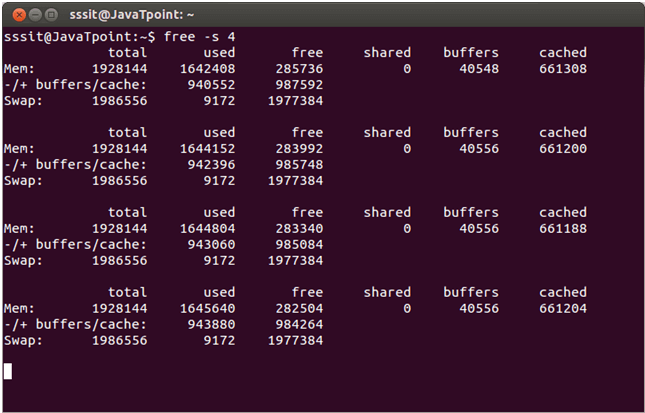 sssit@JavaTpoint: ~
sssit@JavaTpoint:~$ free -s 4
             total       used       free     shared    buffers     cached
Mem:       1928144    1642408     285736          0      40548     661308
-/+ buffers/cache:     940552     987592
Swap:      1986556       9172    1977384
             total       used       free     shared    buffers     cached
Mem:       1928144    1644152     283992          0      40556     661200
-/+ buffers/cache:     942396     985748
Swap:      1986556       9172    1977384
             total       used       free     shared    buffers     cached
Mem:       1928144    1644804     283340          0      40556     661188
-/+ buffers/cache:     943060     985084
Swap:      1986556       9172    1977384
             total       used       free     shared    buffers     cached
Mem:       1928144    1645640     282504          0      40556     661204
-/+ buffers/cache:     943880     984264
Swap:      1986556       9172    1977384